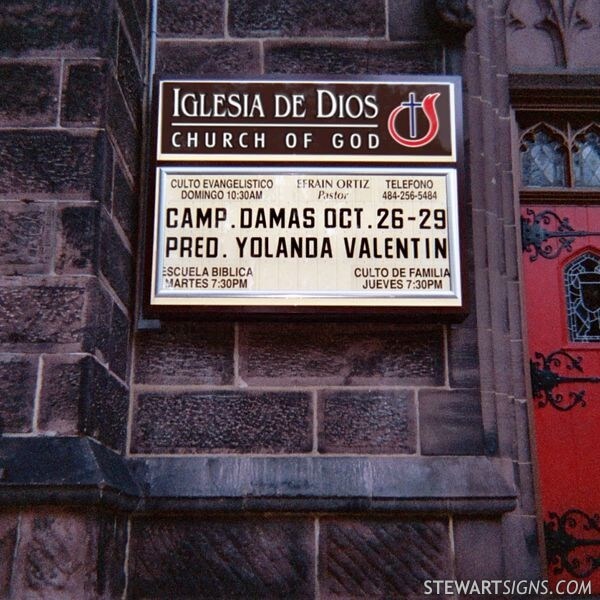 IGLESIA DE DIOS
CHURCH OF GOD
CULTO EVANGELISTICO EFRAIN ORTIZ TELEFONO
DOMINGO 10:30AM Pastor 484-256-5484
CAMP. DAMAS OCT. 26-29
PRED. YOLANDA VALENTIN
ESCUELA BIBLICA CULTO DE FAMILIA
MARTES 7:30PM JUEVES 7:30PM
STEWARTSIGNS.COM